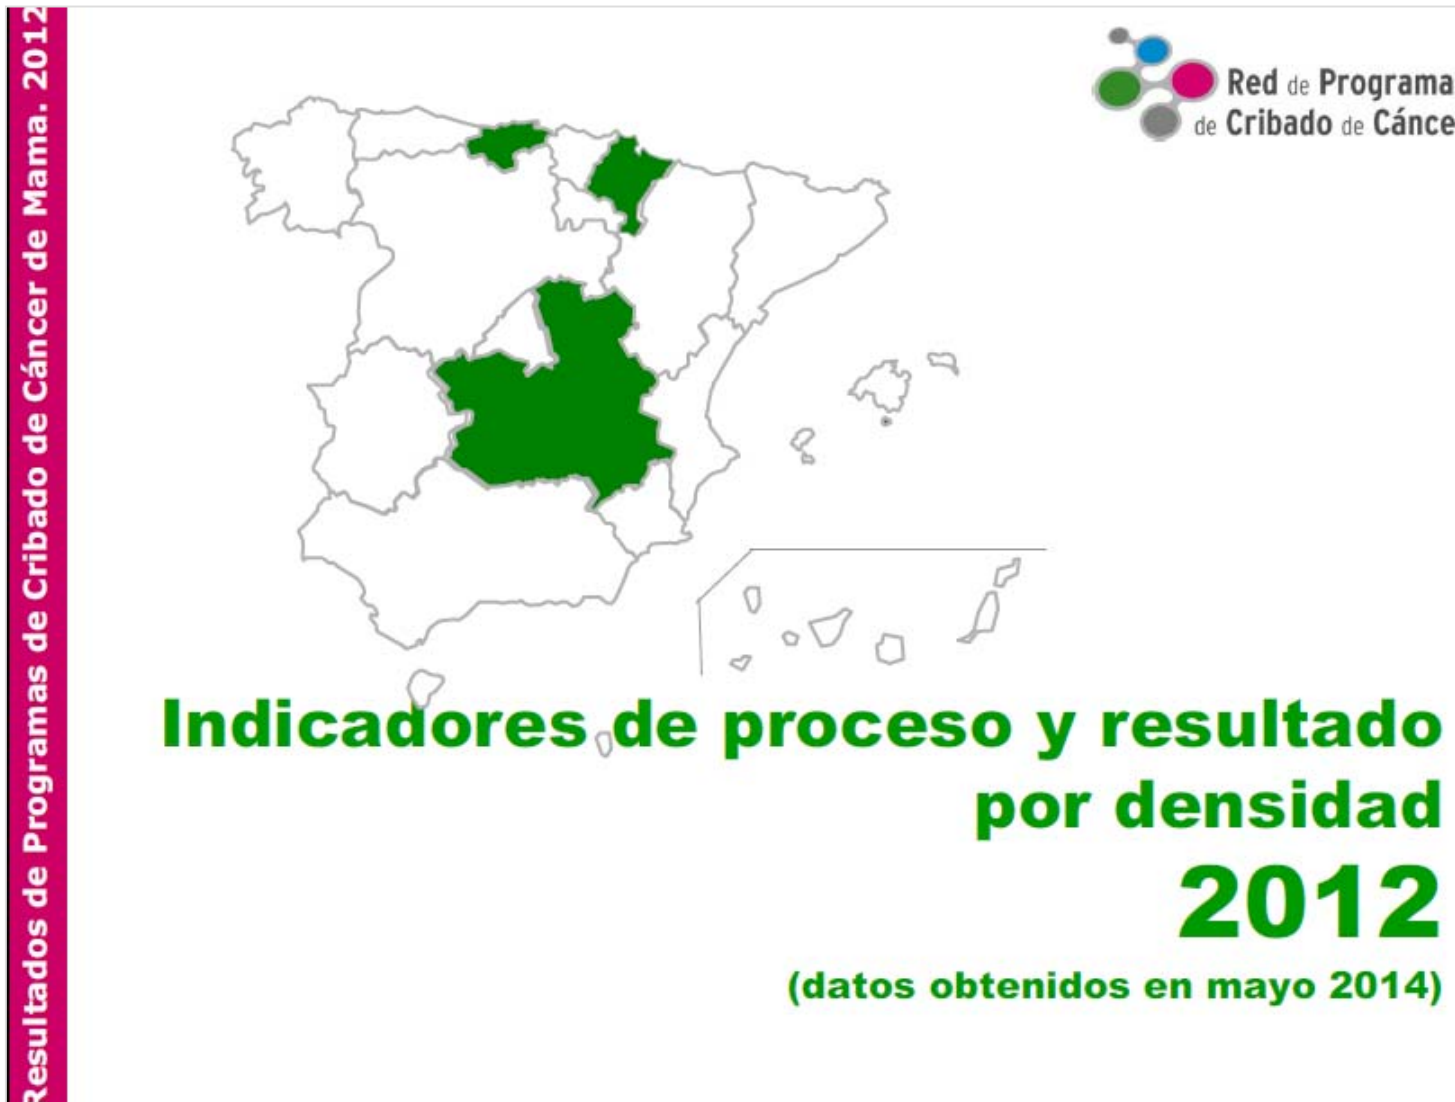 Resultados de Programas de Cribado de Cáncer de Mama. 2012
Red de Programa
de Cribado de Cánce
Indicadores de proceso y resultado
por densidad
2012
(datos obtenidos en mayo 2014)